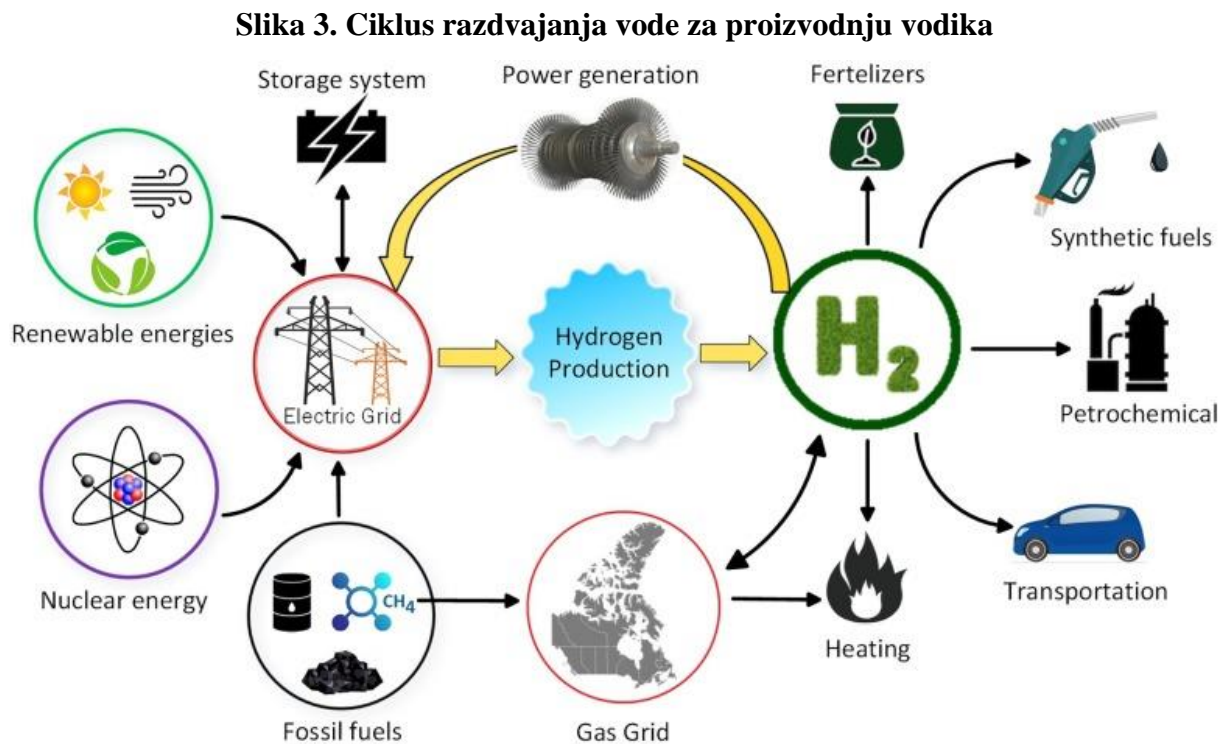 Slika 3. Ciklus razdvajanja vode za proizvodnju vodika
Storage system
Power generation
Fertelizers
Synthetic fuels
Renewable energies
Electric Grid
Hydrogen
Production
H2
Petrochemical
Nuclear energy
CH4
Transportation
Heating
Fossil fuels
Gas Grid